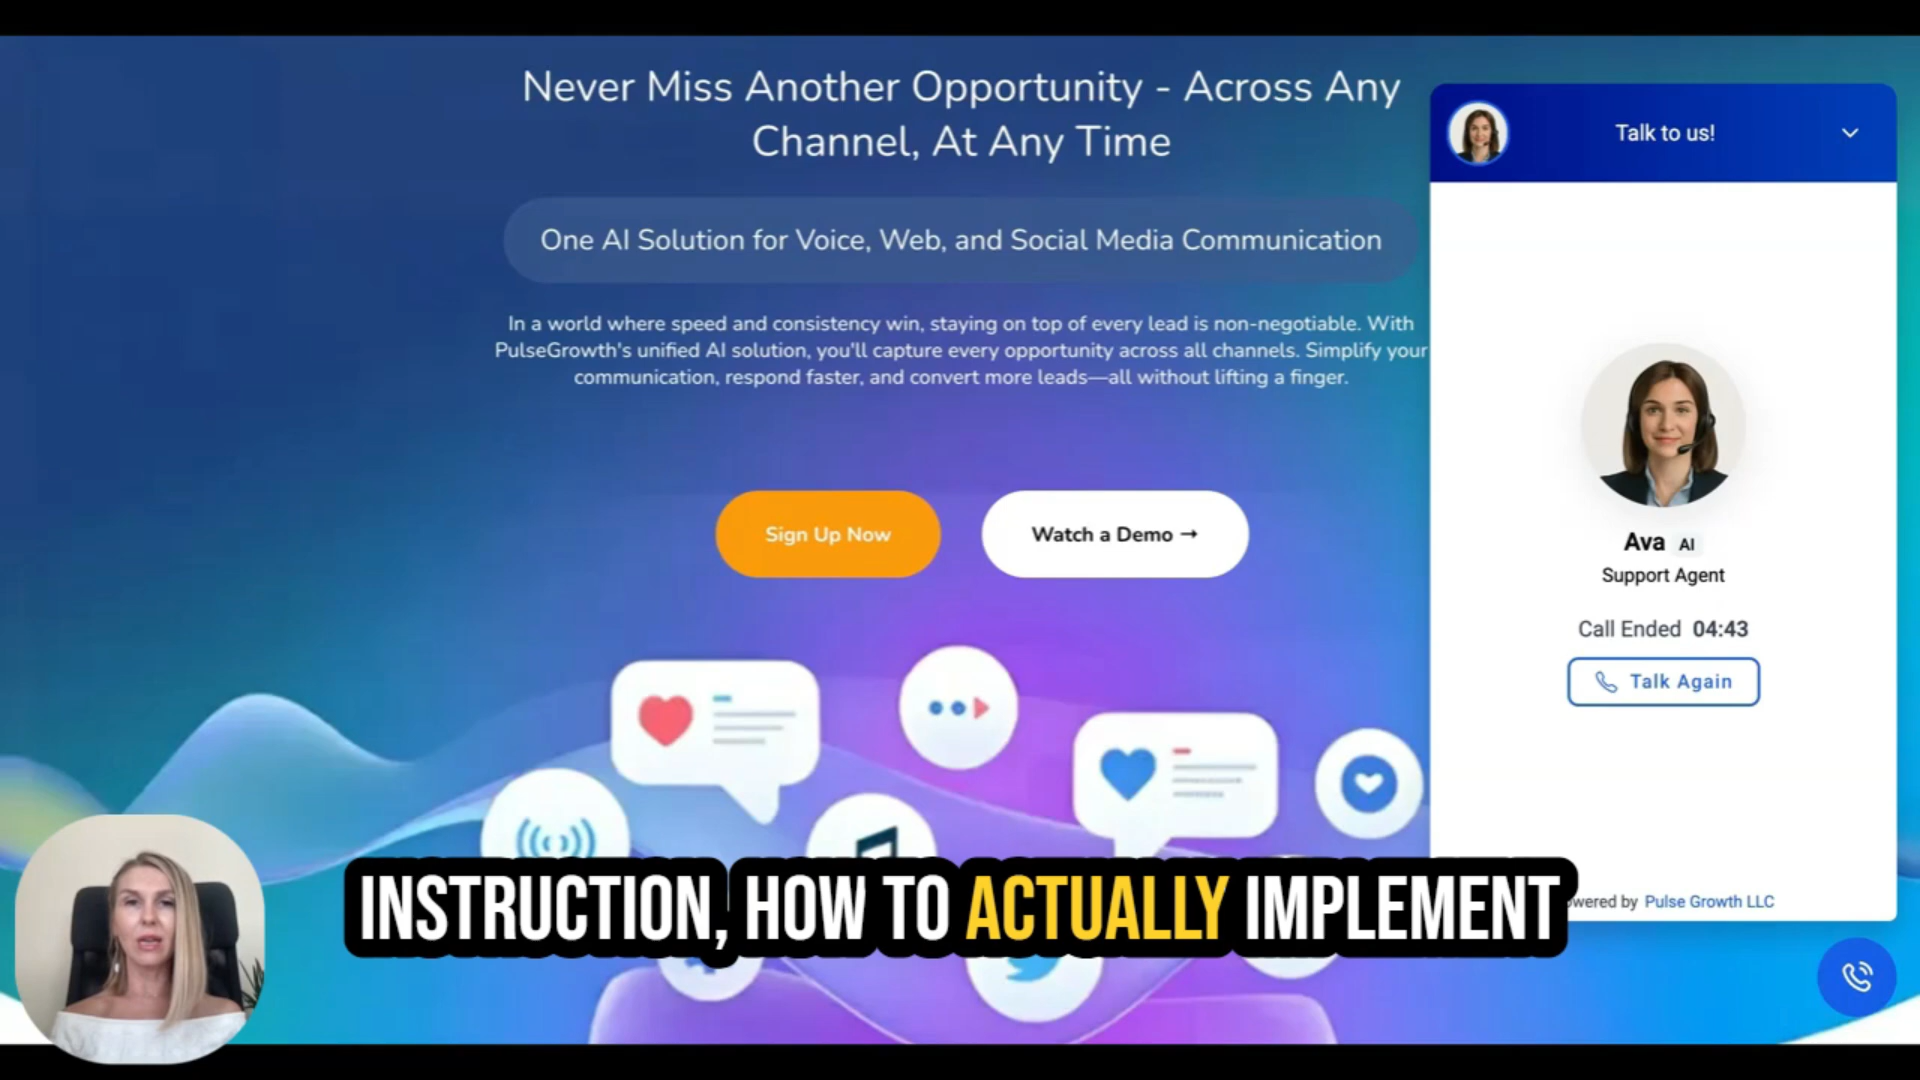 Never Miss Another Opportunity - Across Any
Channel, At Any Time
One AI Solution for Voice, Web, and Social Media Communication
In a world where speed and consistency win, staying on top of every lead is non-negotiable. With
PulseGrowth's unified AI solution, you'll capture every opportunity across all channels. Simplify your
communication, respond faster, and convert more leads—all without lifting a finger.
Sign Up Now
Watch a Demo →
Talk to us!
Ava AI
Support Agent
Call Ended 04:43
Talk Again
owered by Pulse Growth LLC
INSTRUCTION, HOW TO ACTUALLY IMPLEMENT